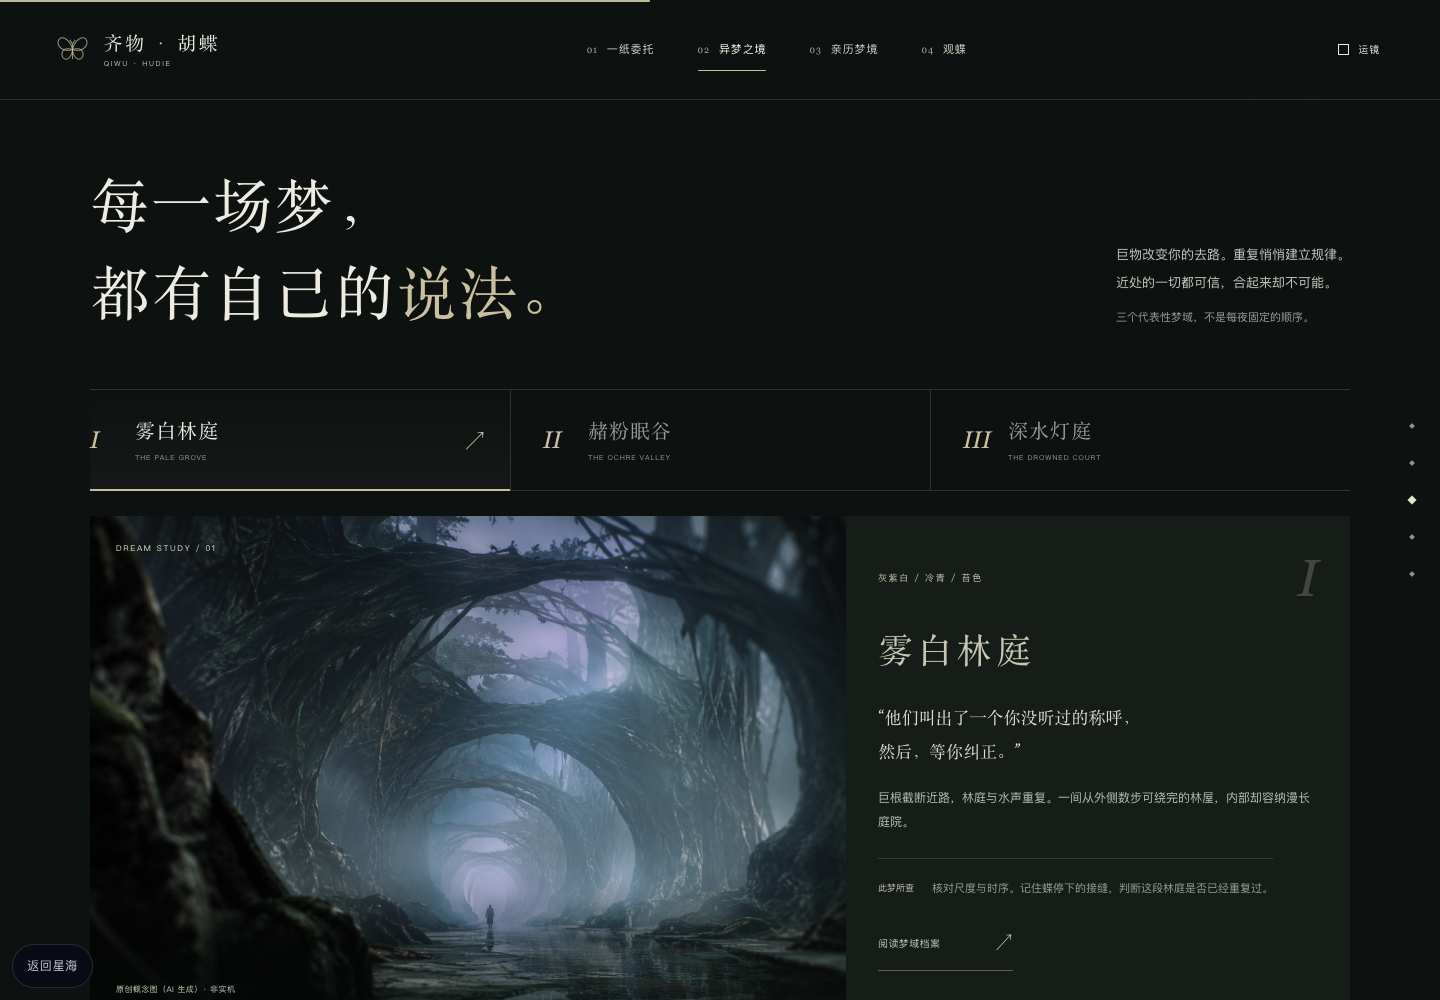 齐物 · 胡蝶
QIWU · HUDIE
01 一纸委托
02 异梦之境
03 亲历梦境
04 观蝶
运镜
每一场梦，
都有自己的说法。
巨物改变你的去路。重复悄悄建立规律。
近处的一切都可信，合起来却不可能。
三个代表性梦域，不是每夜固定的顺序。
I 雾白林庭
THE PALE GROVE
II 赭粉眠谷
THE OCHRE VALLEY
III 深水灯庭
THE DROWNED COURT
DREAM STUDY / 01
灰紫白 / 冷青 / 苔色
I
雾白林庭
“他们叫出了一个你没听过的称呼，
然后，等你纠正。”
巨根截断近路，林庭与水声重复。一间从外侧数步可绕完的林屋，内部却容纳漫长
庭院。
此梦所查 核对尺度与时序。记住蝶停下的接缝，判断这段林庭是否已经重复过。
阅读梦域档案
返回星海
原创概念图（AI 生成）· 非实机